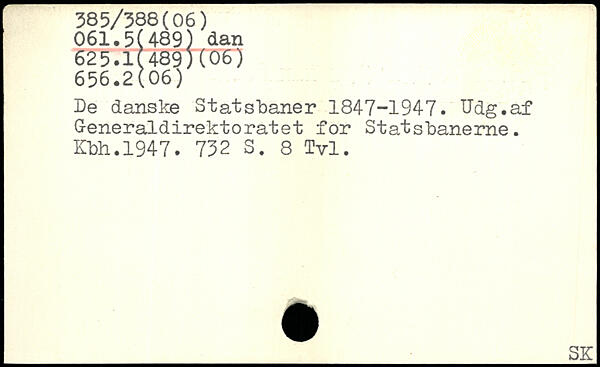 385/388(06)
061.5(489) dan
625.1(489)(06)
656.2(06)
De danske Statsbaner 1847-1947. Udg.af
Generaldirektoratet for Statsbanerne.
Kbh.1947. 732 S. 8 Tvl.
SK